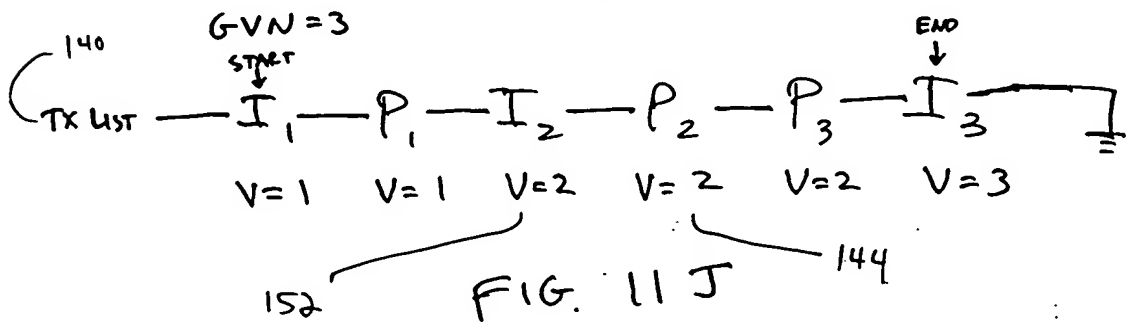 GVN = 3
END
140
START
TX LIST I1 P1 I2 P2 P3 I3
V= 1 V= 1 V=2 V= 2 V=2 V=3
144
152
FIG. 11 J